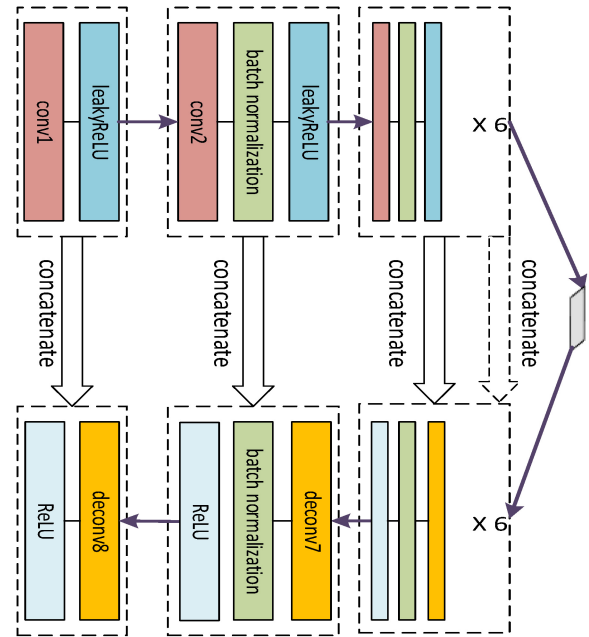 conv1
leakyReLU
conv2
batch normalization
leakyReLU
X 6
concatenate
concatenate
concatenate
concatenate
ReLU
deconv8
ReLU
batch normalization
deconv7
X 6